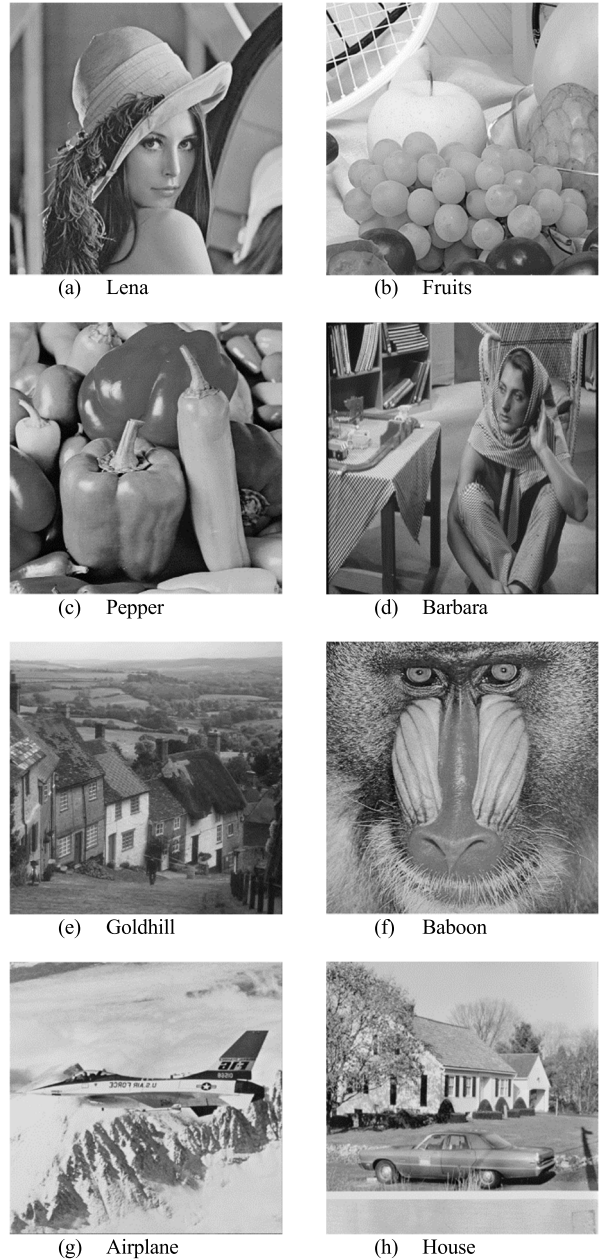 (a) Lena
(b) Fruits
(c) Pepper
(d) Barbara
(e) Goldhill
(f) Baboon
U.S. AIR FORCE
(g) Airplane
(h) House